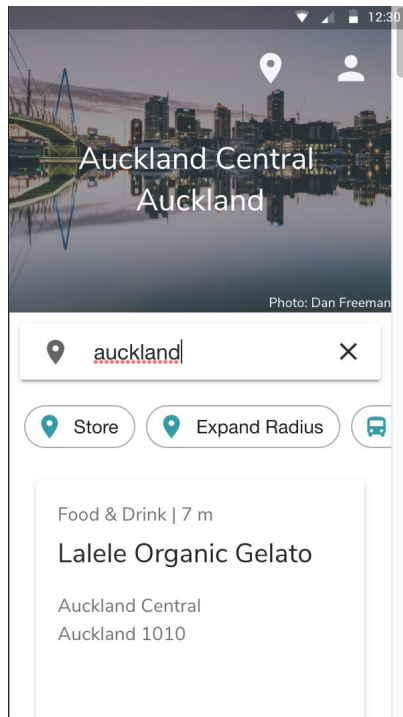 12:30
Auckland Central
Auckland
Photo: Dan Freeman
auckland
Store
Expand Radius
Food & Drink | 7 m
Lalele Organic Gelato
Auckland Central
Auckland 1010